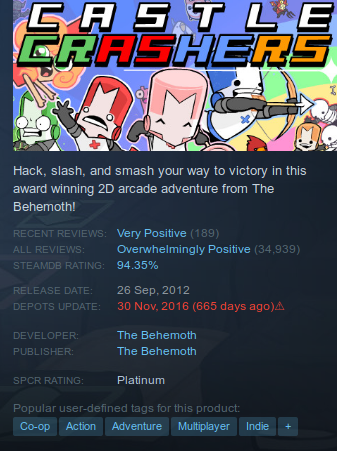 CASTLE
CRASHERS
Hack, slash, and smash your way to victory in this
award winning 2D arcade adventure from The
Behemoth!
RECENT REVIEWS: Very Positive (189)
ALL REVIEWS: Overwhelmingly Positive (34,939)
STEAMDB RATING: 94.35%
RELEASE DATE: 26 Sep, 2012
DEPOTS UPDATE: 30 Nov, 2016 (665 days ago)⚠
DEVELOPER: The Behemoth
PUBLISHER: The Behemoth
SPCR RATING: Platinum
Popular user-defined tags for this product:
Co-op Action Adventure Multiplayer Indie +